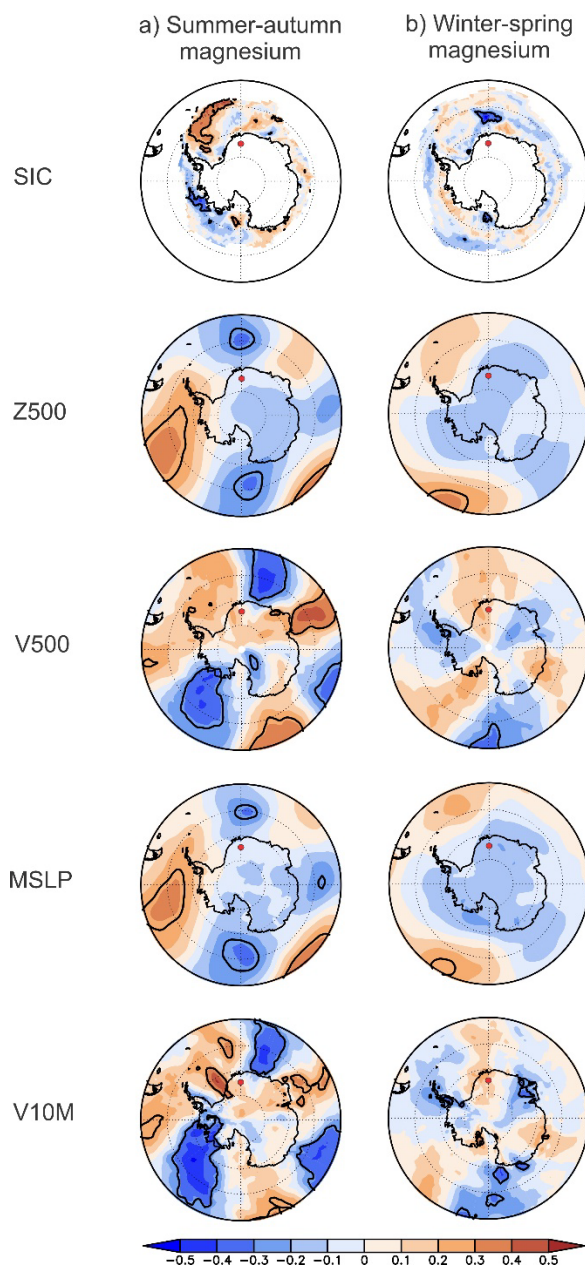 a) Summer-autumn
magnesium
b) Winter-spring
magnesium
SIC
Z500
V500
MSLP
V10M
−0.5 −0.4 −0.3 −0.2 −0.1 0 0.1 0.2 0.3 0.4 0.5